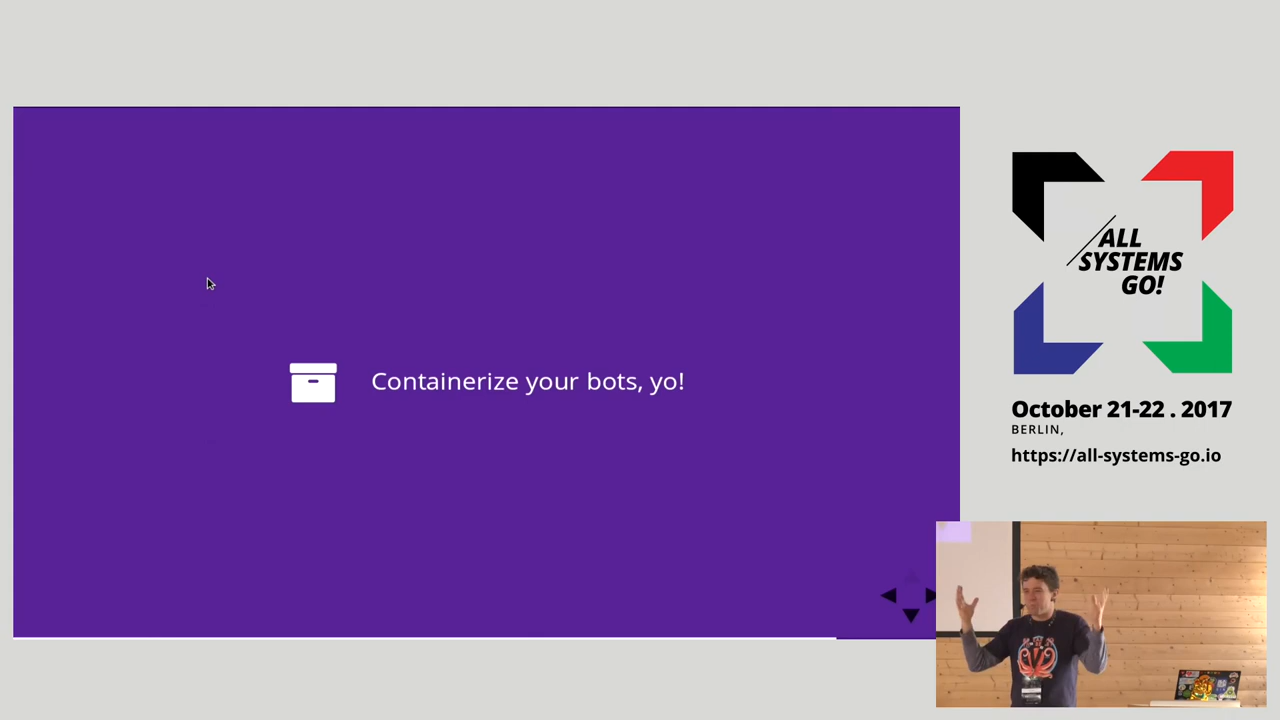 Containerize your bots, yo!
ALL
SYSTEMS
GO!
October 21-22 . 2017
BERLIN,
https://all-systems-go.io